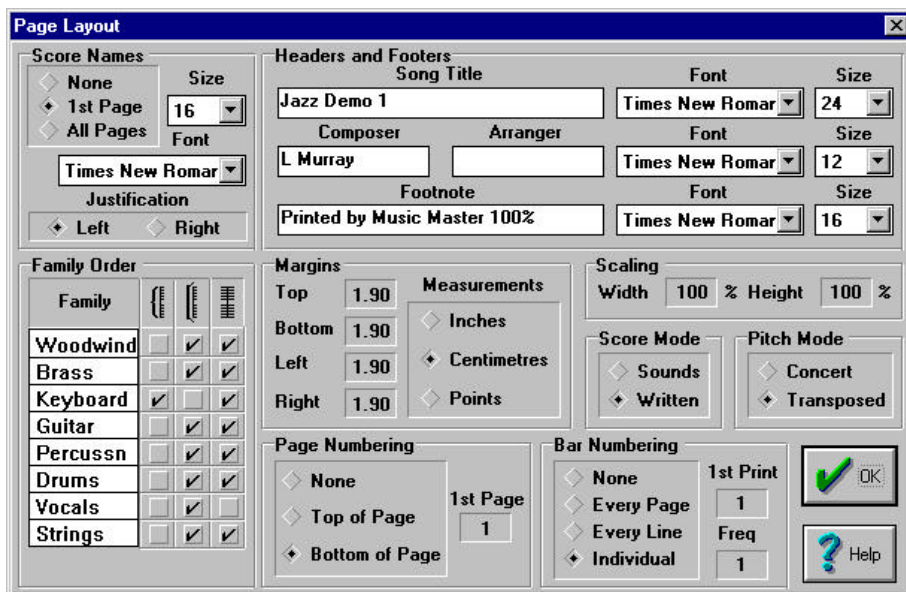 Page Layout
Score Names
None
1st Page
All Pages
Size
16
Font
Times New Romar
Justification
Left Right
Headers and Footers
Song Title Font Size
Jazz Demo 1 Times New Romar 24
Composer Arranger Font Size
L Murray Times New Romar 12
Footnote Font Size
Printed by Music Master 100% Times New Romar 16
Family Order
Family
Woodwind
Brass
Keyboard
Guitar
Percussn
Drums
Vocals
Strings
Margins
Top 1.90
Bottom 1.90
Left 1.90
Right 1.90
Measurements
Inches
Centimetres
Points
Scaling
Width 100 % Height 100 %
Score Mode
Sounds
Written
Pitch Mode
Concert
Transposed
Page Numbering
None
Top of Page
Bottom of Page
1st Page
1
Bar Numbering
None
Every Page
Every Line
Individual
1st Print
1
Freq
1
OK
Help